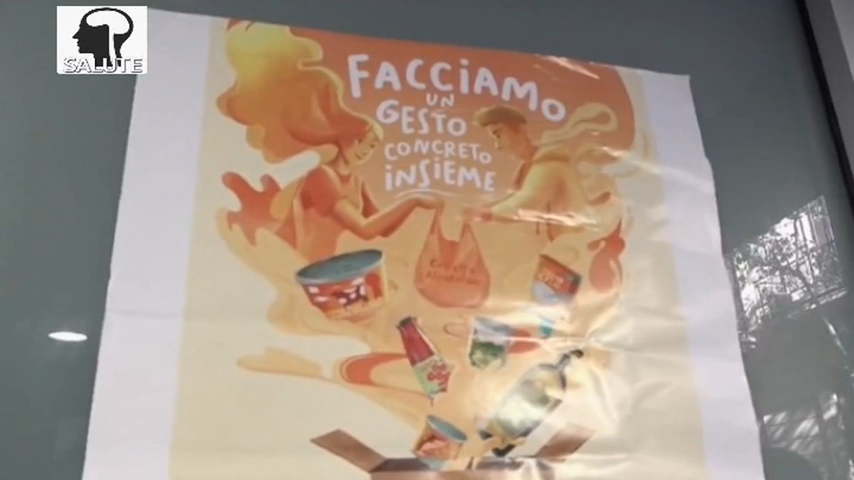 SALUTE
FACCIAMO
UN
GESTO
CONCRETO
INSIEME